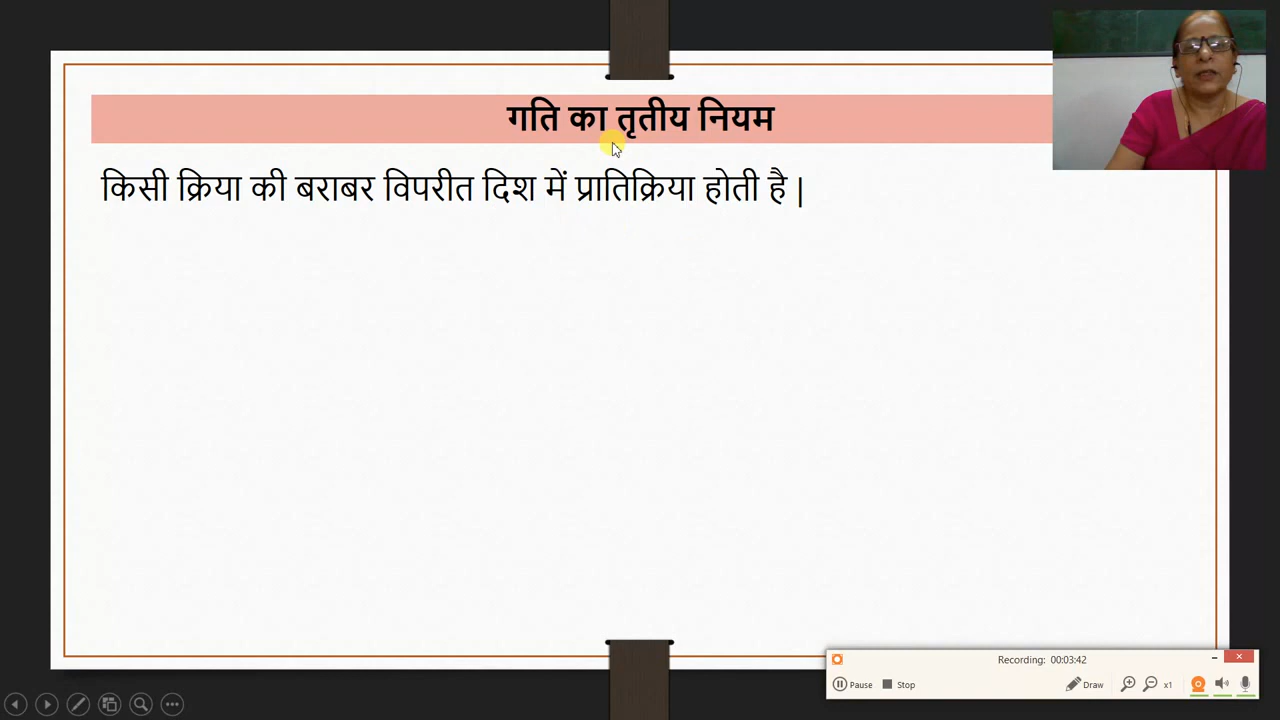 गति का तृतीय नियम
किसी क्रिया की बराबर विपरीत दिश में प्रातिक्रिया होती है |
Recording: 00:03:42
Pause Stop Draw x1